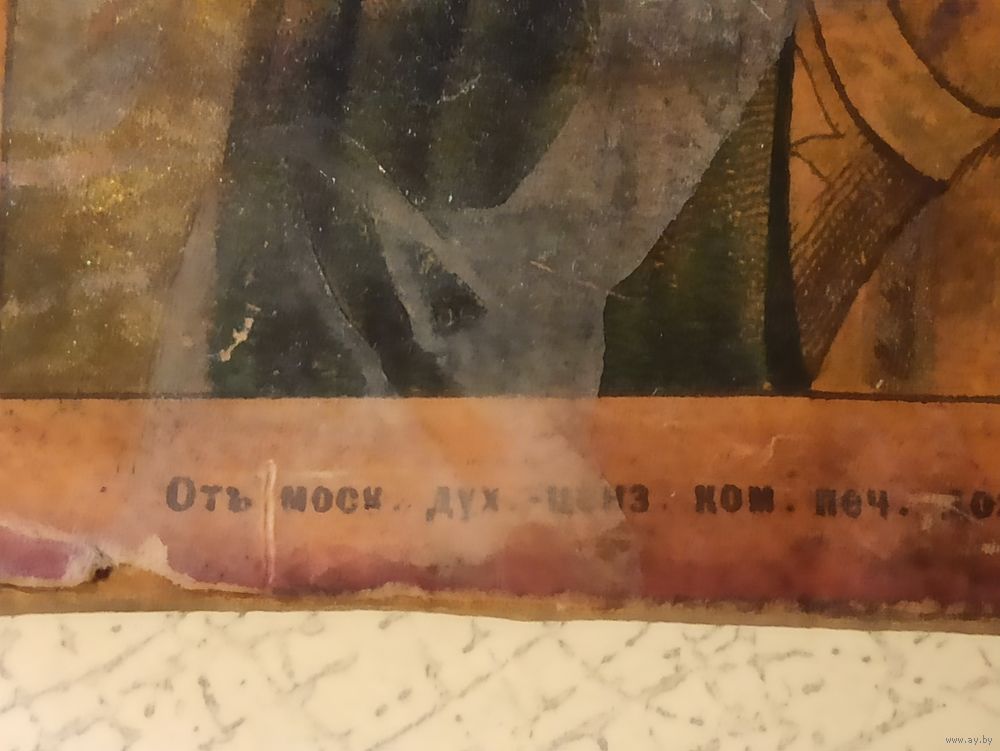 Отъ моск. дух.-ценз. ком. печ.
www.ay.by